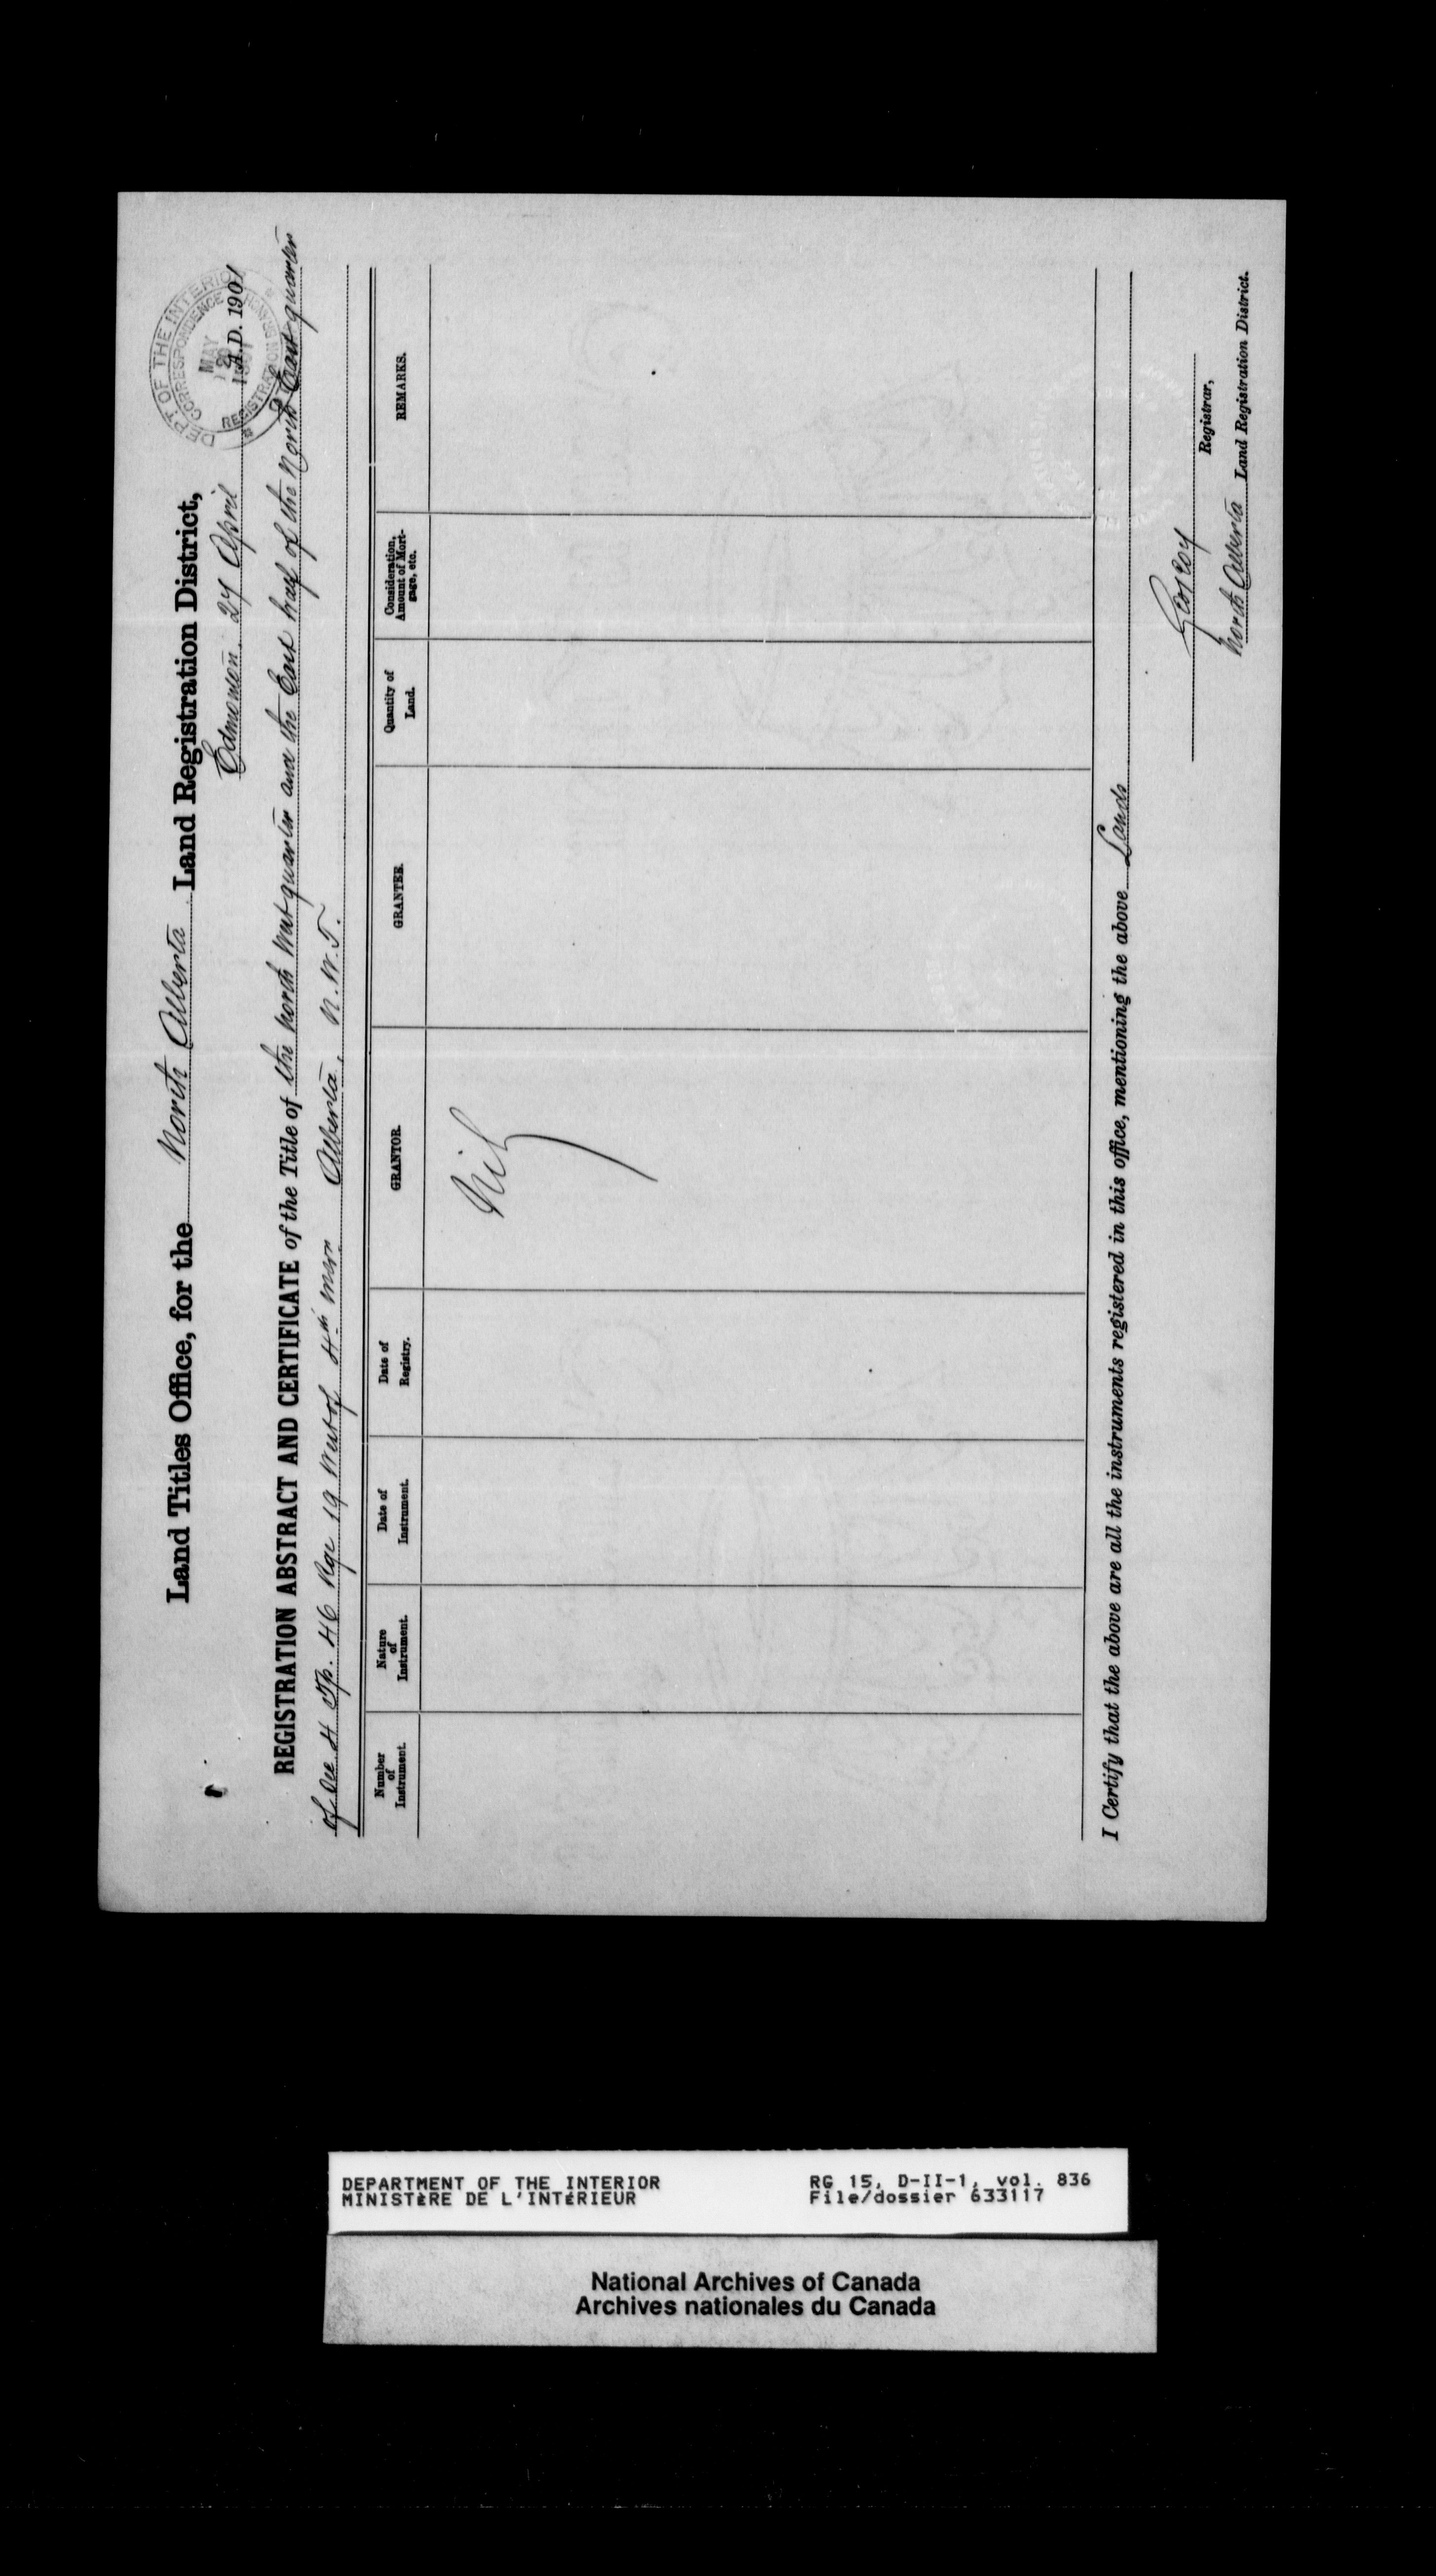 Land Titles Office, for the North Alberta Land Registration District,
DEPT OF THE INTERIOR
CORRESPONDENCE
MAY
1901
REGISTRATION
Edmonton 27 April A.D. 1901
REGISTRATION ABSTRACT AND CERTIFICATE of the Title of the North West quarter and the East half of the North East quarter
of Sec 4 Tp. 46 Rge 19 West of 4th Mer Alberta, N.W.T.
Number of Instrument.
Nature of Instrument.
Date of Instrument.
Date of Registry.
GRANTOR.
GRANTEE.
Quantity of Land.
Consideration, Amount of Mortgage, etc.
REMARKS.
Nil
I Certify that the above are all the instruments registered in this office, mentioning the above Lands
Geo Roy
Registrar,
North Alberta Land Registration District.
DEPARTMENT OF THE INTERIOR RG 15, D-II-1, vol. 836
MINISTÈRE DE L'INTÉRIEUR File/dossier 633117
National Archives of Canada
Archives nationales du Canada